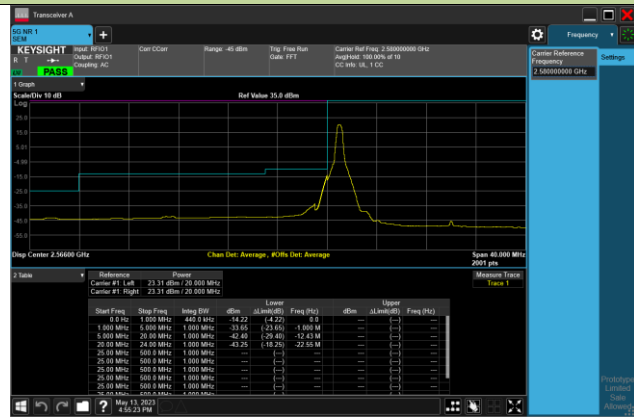 Transceiver A
5G NR 1
SEM
Frequency
KEYSIGHT
R T
LW
PASS
Input: RFIO1
Output: RFIO1
Coupling: AC
Corr CCorr
Range: -45 dBm
Trig: Free Run
Gate: FFT
Carrier Ref Freq: 2.580000000 GHz
Avg|Hold: 100.00% of 10
CC Info: UL, 1 CC
Carrier Reference
Frequency
2.580000000 GHz
Settings
1 Graph
Scale/Div 10 dB
Ref Value 35.0 dBm
Log
25.0
15.0
5.01
-4.99
-15.0
-25.0
-35.0
-45.0
-55.0
Disp Center 2.56600 GHz
Chan Det: Average, #Offs Det: Average
Span 40.000 MHz
2001 pts
2 Table
Reference Power
Carrier #1: Left 23.31 dBm / 20.000 MHz
Carrier #1: Right 23.31 dBm / 20.000 MHz
Measure Trace
Trace 1
Lower Upper
Start Freq Stop Freq Integ BW dBm ΔLimit(dB) Freq (Hz) dBm ΔLimit(dB) Freq (Hz)
0.0 Hz 1.000 MHz 440.0 kHz -14.22 (-4.22) 0.0 --- (---) ---
1.000 MHz 5.000 MHz 1.000 MHz -33.65 (-23.65) -1.000 M --- (---) ---
5.000 MHz 20.00 MHz 1.000 MHz -42.40 (-29.40) -12.43 M --- (---) ---
20.00 MHz 24.00 MHz 1.000 MHz -43.25 (-18.25) -22.55 M --- (---) ---
25.00 MHz 500.0 MHz 1.000 MHz --- (---) --- --- (---) ---
25.00 MHz 500.0 MHz 1.000 MHz --- (---) --- --- (---) ---
25.00 MHz 500.0 MHz 1.000 MHz --- (---) --- --- (---) ---
25.00 MHz 500.0 MHz 1.000 MHz --- (---) --- --- (---) ---
25.00 MHz 500.0 MHz 1.000 MHz --- (---) --- --- (---) ---
May 13, 2023
4:55:23 PM
Prototype
Limited
Sale
Allowed